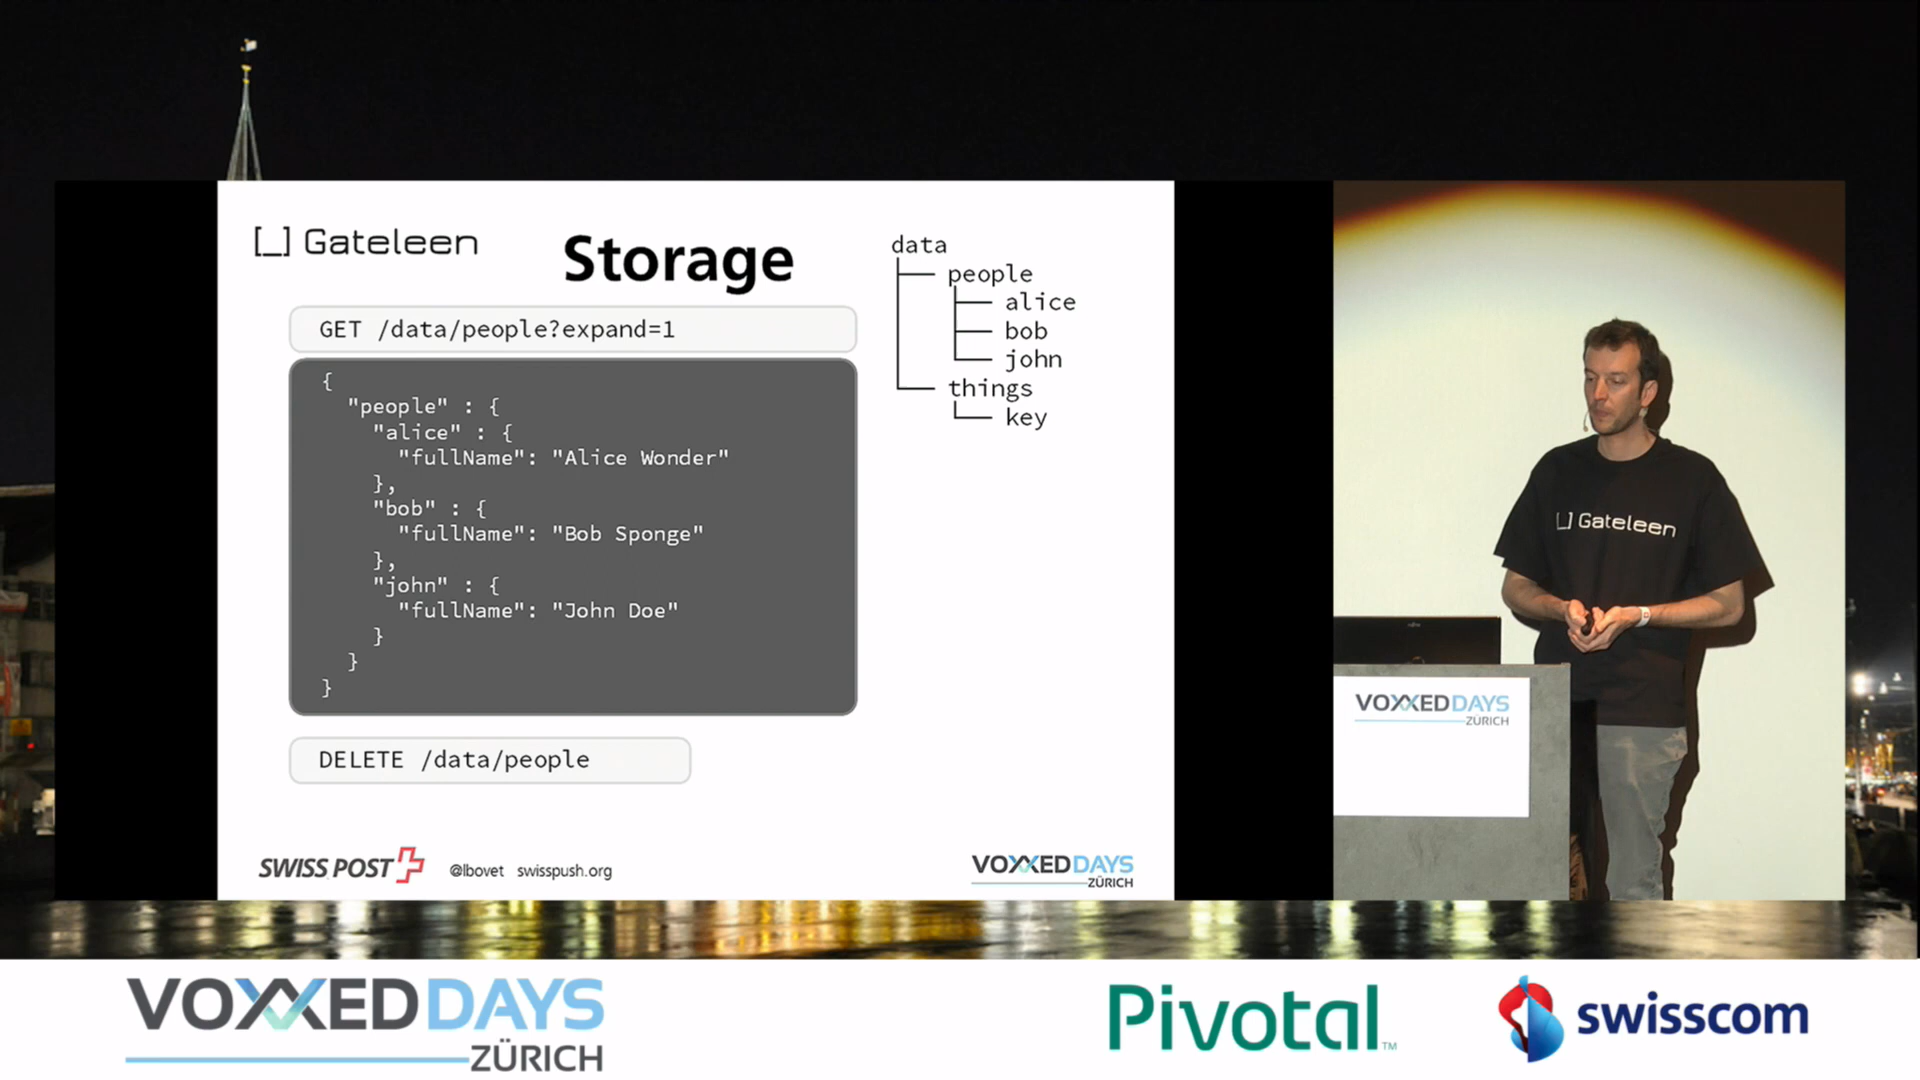 [_] Gateleen
Storage
GET /data/people?expand=1
{
"people" : {
"alice" : {
"fullName": "Alice Wonder"
},
"bob" : {
"fullName": "Bob Sponge"
},
"john" : {
"fullName": "John Doe"
}
}
}
DELETE /data/people
data
people
alice
bob
john
things
key
SWISS POST
@lbovet swisspush.org
VOXXED DAYS
ZÜRICH
[_] Gateleen
VOXXED DAYS
ZÜRICH
VOXXED DAYS
ZÜRICH
Pivotal™
swisscom